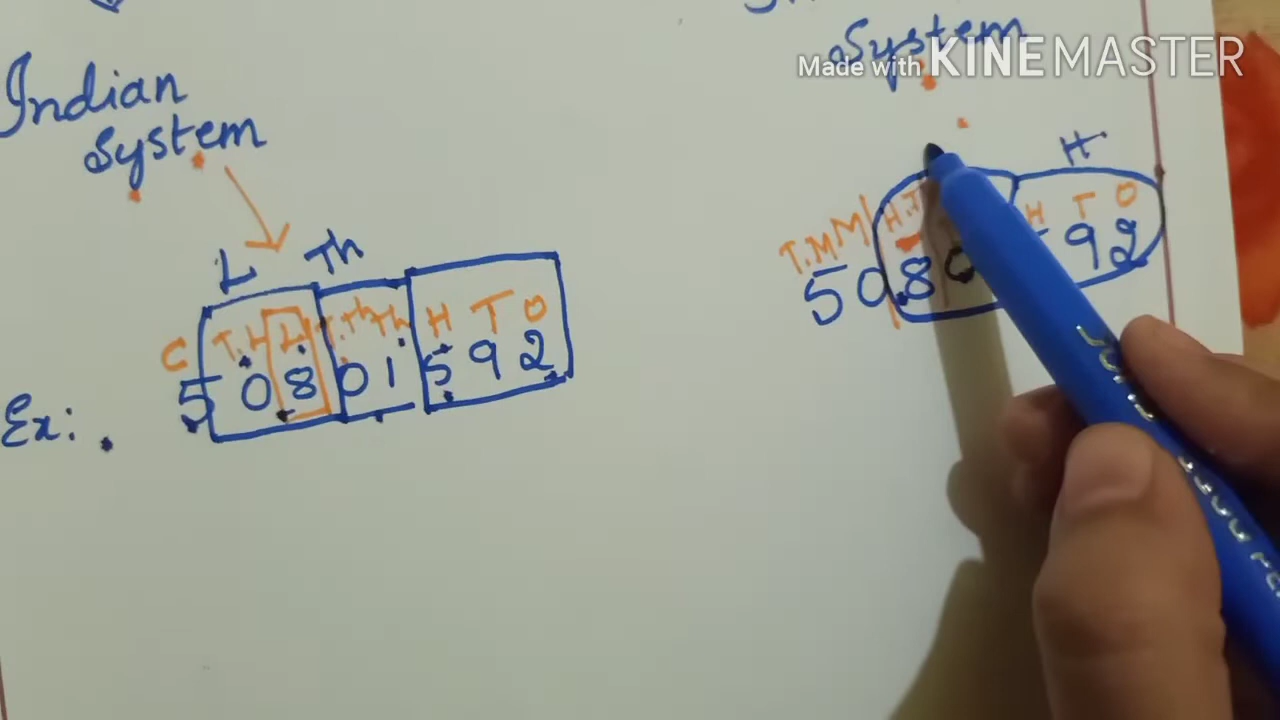 System
Made with KINEMASTER
Indian
System
H
T.M M H.T H T O
5 0 8 0 9 2
L Th
C T.L L T.Th Th H T O
5 0 8 0 1 5 9 2
Ex: